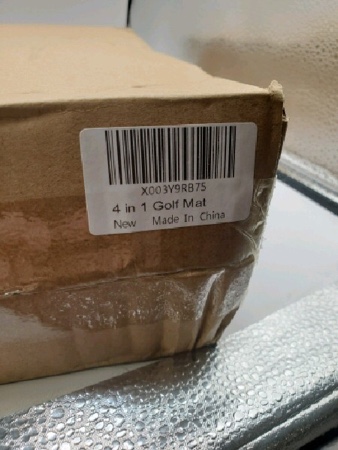 X003Y9RB75
4 in 1 Golf Mat
New Made In China